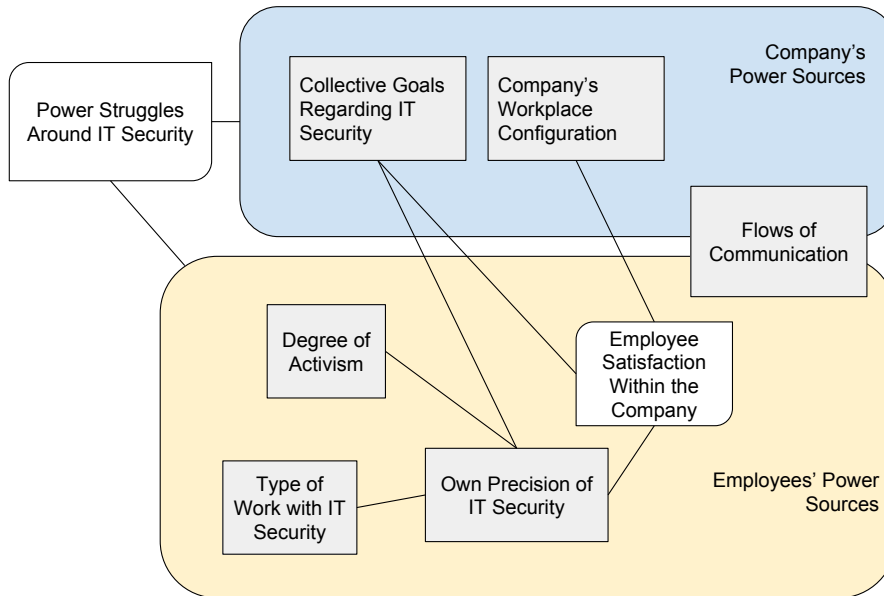 Company’s
Power Sources
Collective Goals
Regarding IT
Security
Company’s
Workplace
Configuration
Power Struggles
Around IT Security
Flows of
Communication
Degree of
Activism
Employee
Satisfaction
Within the
Company
Type of
Work with IT
Security
Own Precision of
IT Security
Employees’ Power
Sources